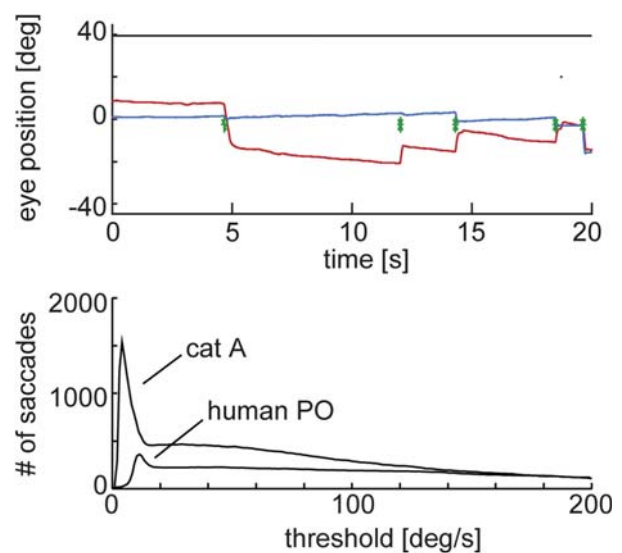 eye position [deg]
40
0
-40
0
5
10
15
20
time [s]
# of saccades
2000
1000
0
cat A
human PO
100
200
threshold [deg/s]